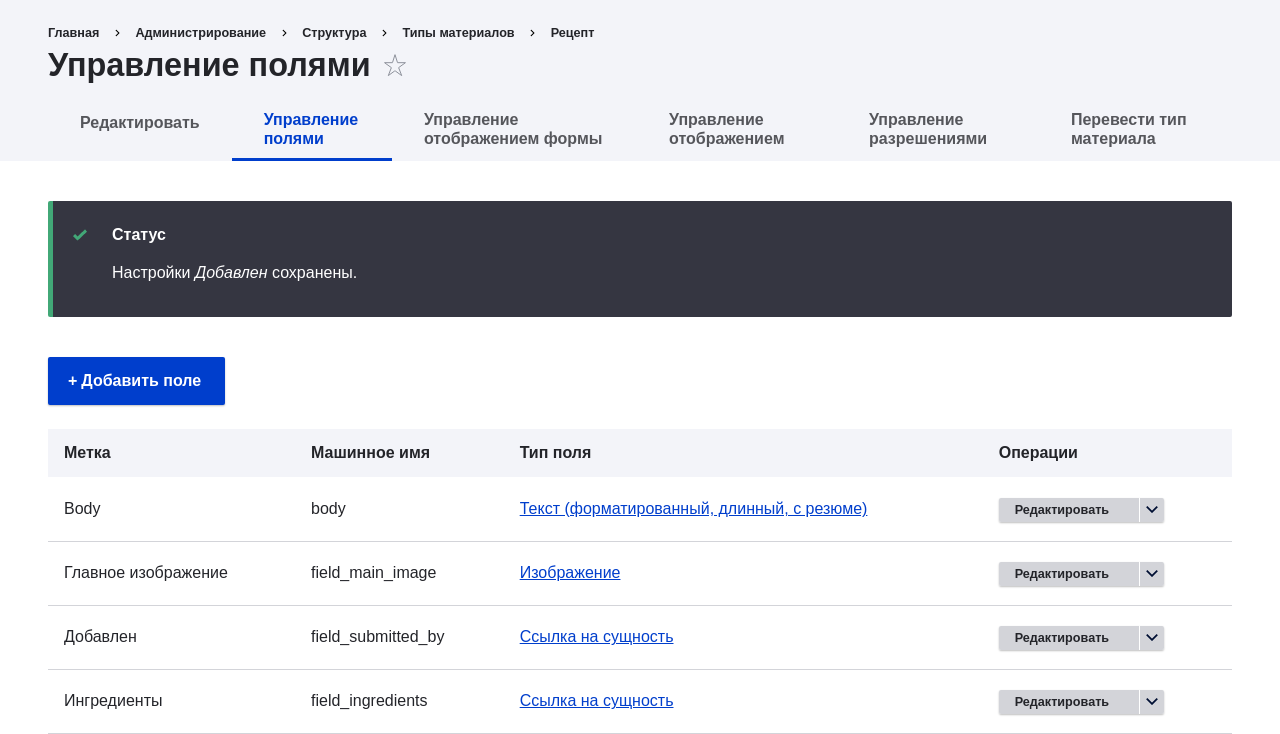 Главная › Администрирование › Структура › Типы материалов › Рецепт
Управление полями ☆
Редактировать
Управление
полями
Управление
отображением формы
Управление
отображением
Управление
разрешениями
Перевести тип
материала
Статус
Настройки Добавлен сохранены.
+ Добавить поле
Метка Машинное имя Тип поля Операции
Body body Текст (форматированный, длинный, с резюме) Редактировать
Главное изображение field_main_image Изображение Редактировать
Добавлен field_submitted_by Ссылка на сущность Редактировать
Ингредиенты field_ingredients Ссылка на сущность Редактировать